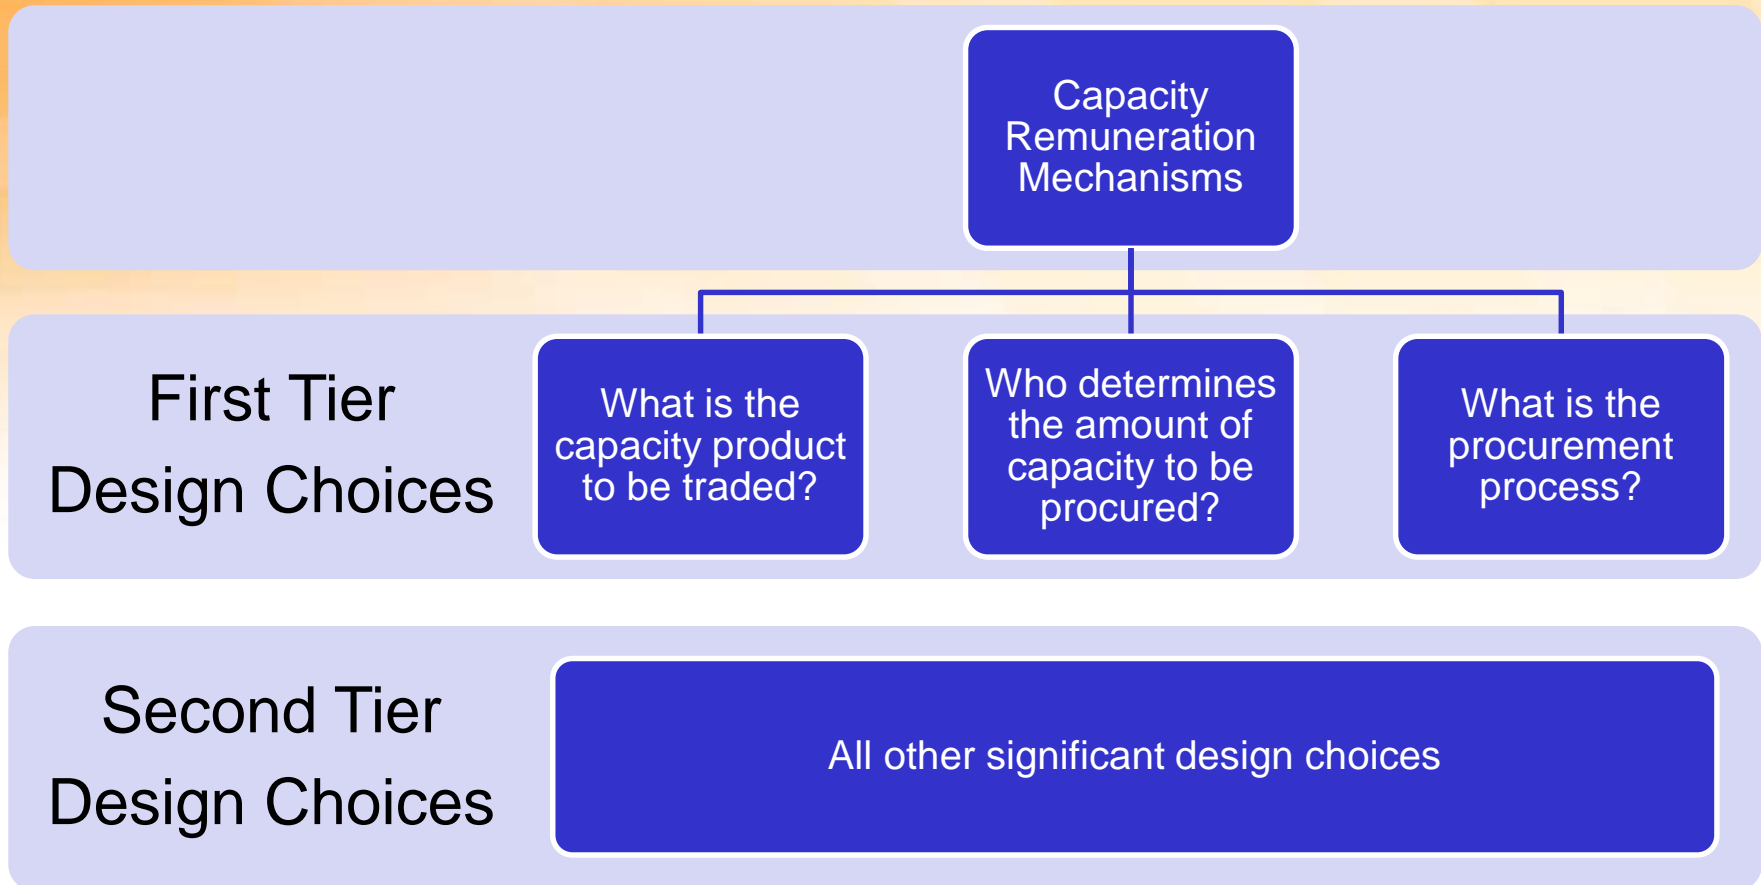 Capacity
Remuneration
Mechanisms
First Tier
Design Choices
What is the
capacity product
to be traded?
Who determines
the amount of
capacity to be
procured?
What is the
procurement
process?
Second Tier
Design Choices
All other significant design choices